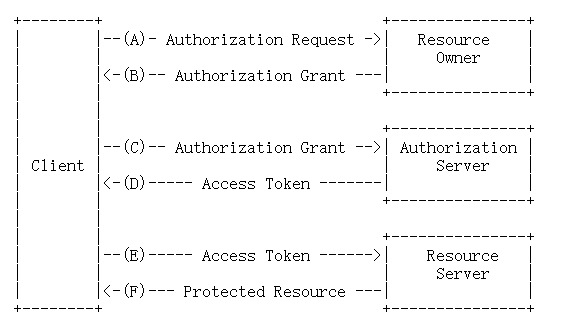 (A) Authorization Request
Resource
Owner
(B) Authorization Grant
(C) Authorization Grant
Authorization
Server
Client
(D) Access Token
(E) Access Token
Resource
Server
(F) Protected Resource